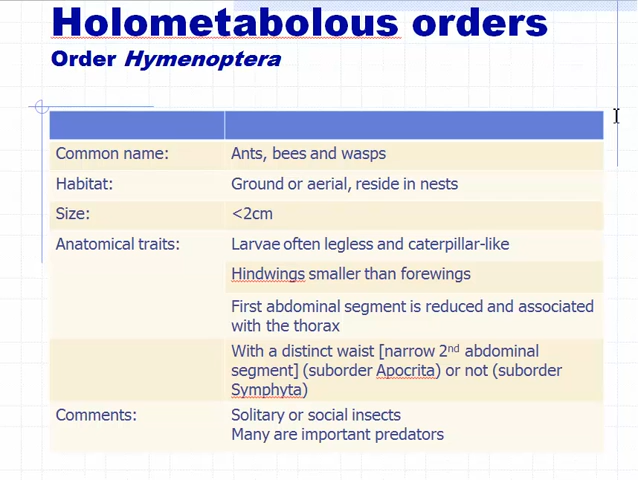 Holometabolous orders
Order Hymenoptera
Common name: Ants, bees and wasps
Habitat: Ground or aerial, reside in nests
Size: <2cm
Anatomical traits: Larvae often legless and caterpillar-like
Hindwings smaller than forewings
First abdominal segment is reduced and associated
with the thorax
With a distinct waist [narrow 2nd abdominal
segment] (suborder Apocrita) or not (suborder
Symphyta)
Comments: Solitary or social insects
Many are important predators